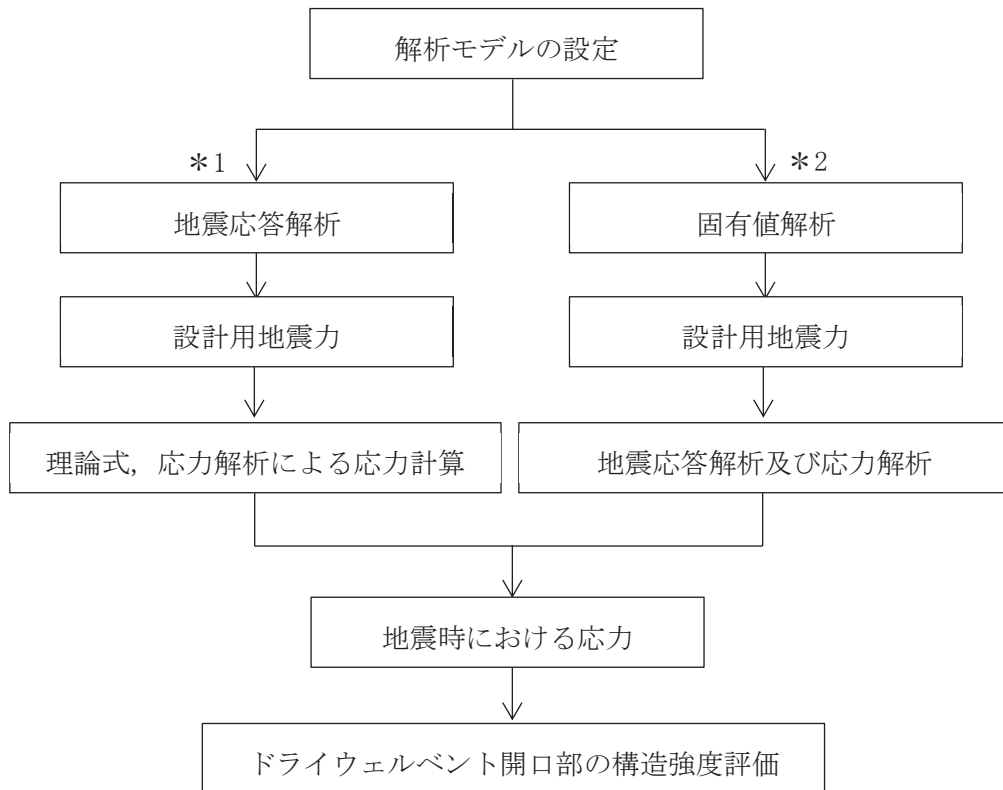 解析モデルの設定
＊1
＊2
地震応答解析
固有値解析
設計用地震力
設計用地震力
理論式，応力解析による応力計算
地震応答解析及び応力解析
地震時における応力
ドライウェルベント開口部の構造強度評価